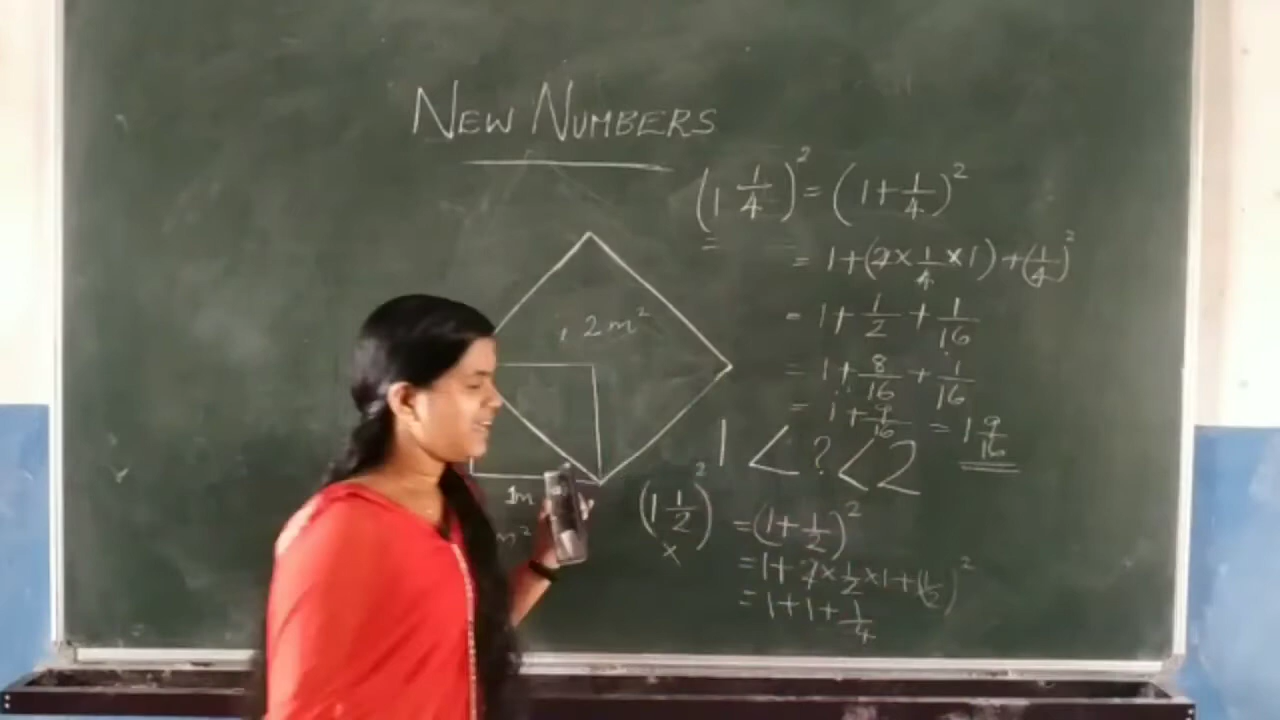 NEW NUMBERS
(1 1/4)² = (1 + 1/4)²
=
= 1 + (2 × 1/4 × 1) + (1/4)²
= 1 + 1/2 + 1/16
= 1 + 8/16 + 1/16
= 1 + 9/16 = 1 9/16
2 m²
1m
m²
1 < ? < 2
(1 1/2)² = (1 + 1/2)²
×
= 1 + 2 × 1/2 × 1 + (1/2)²
= 1 + 1 + 1/4